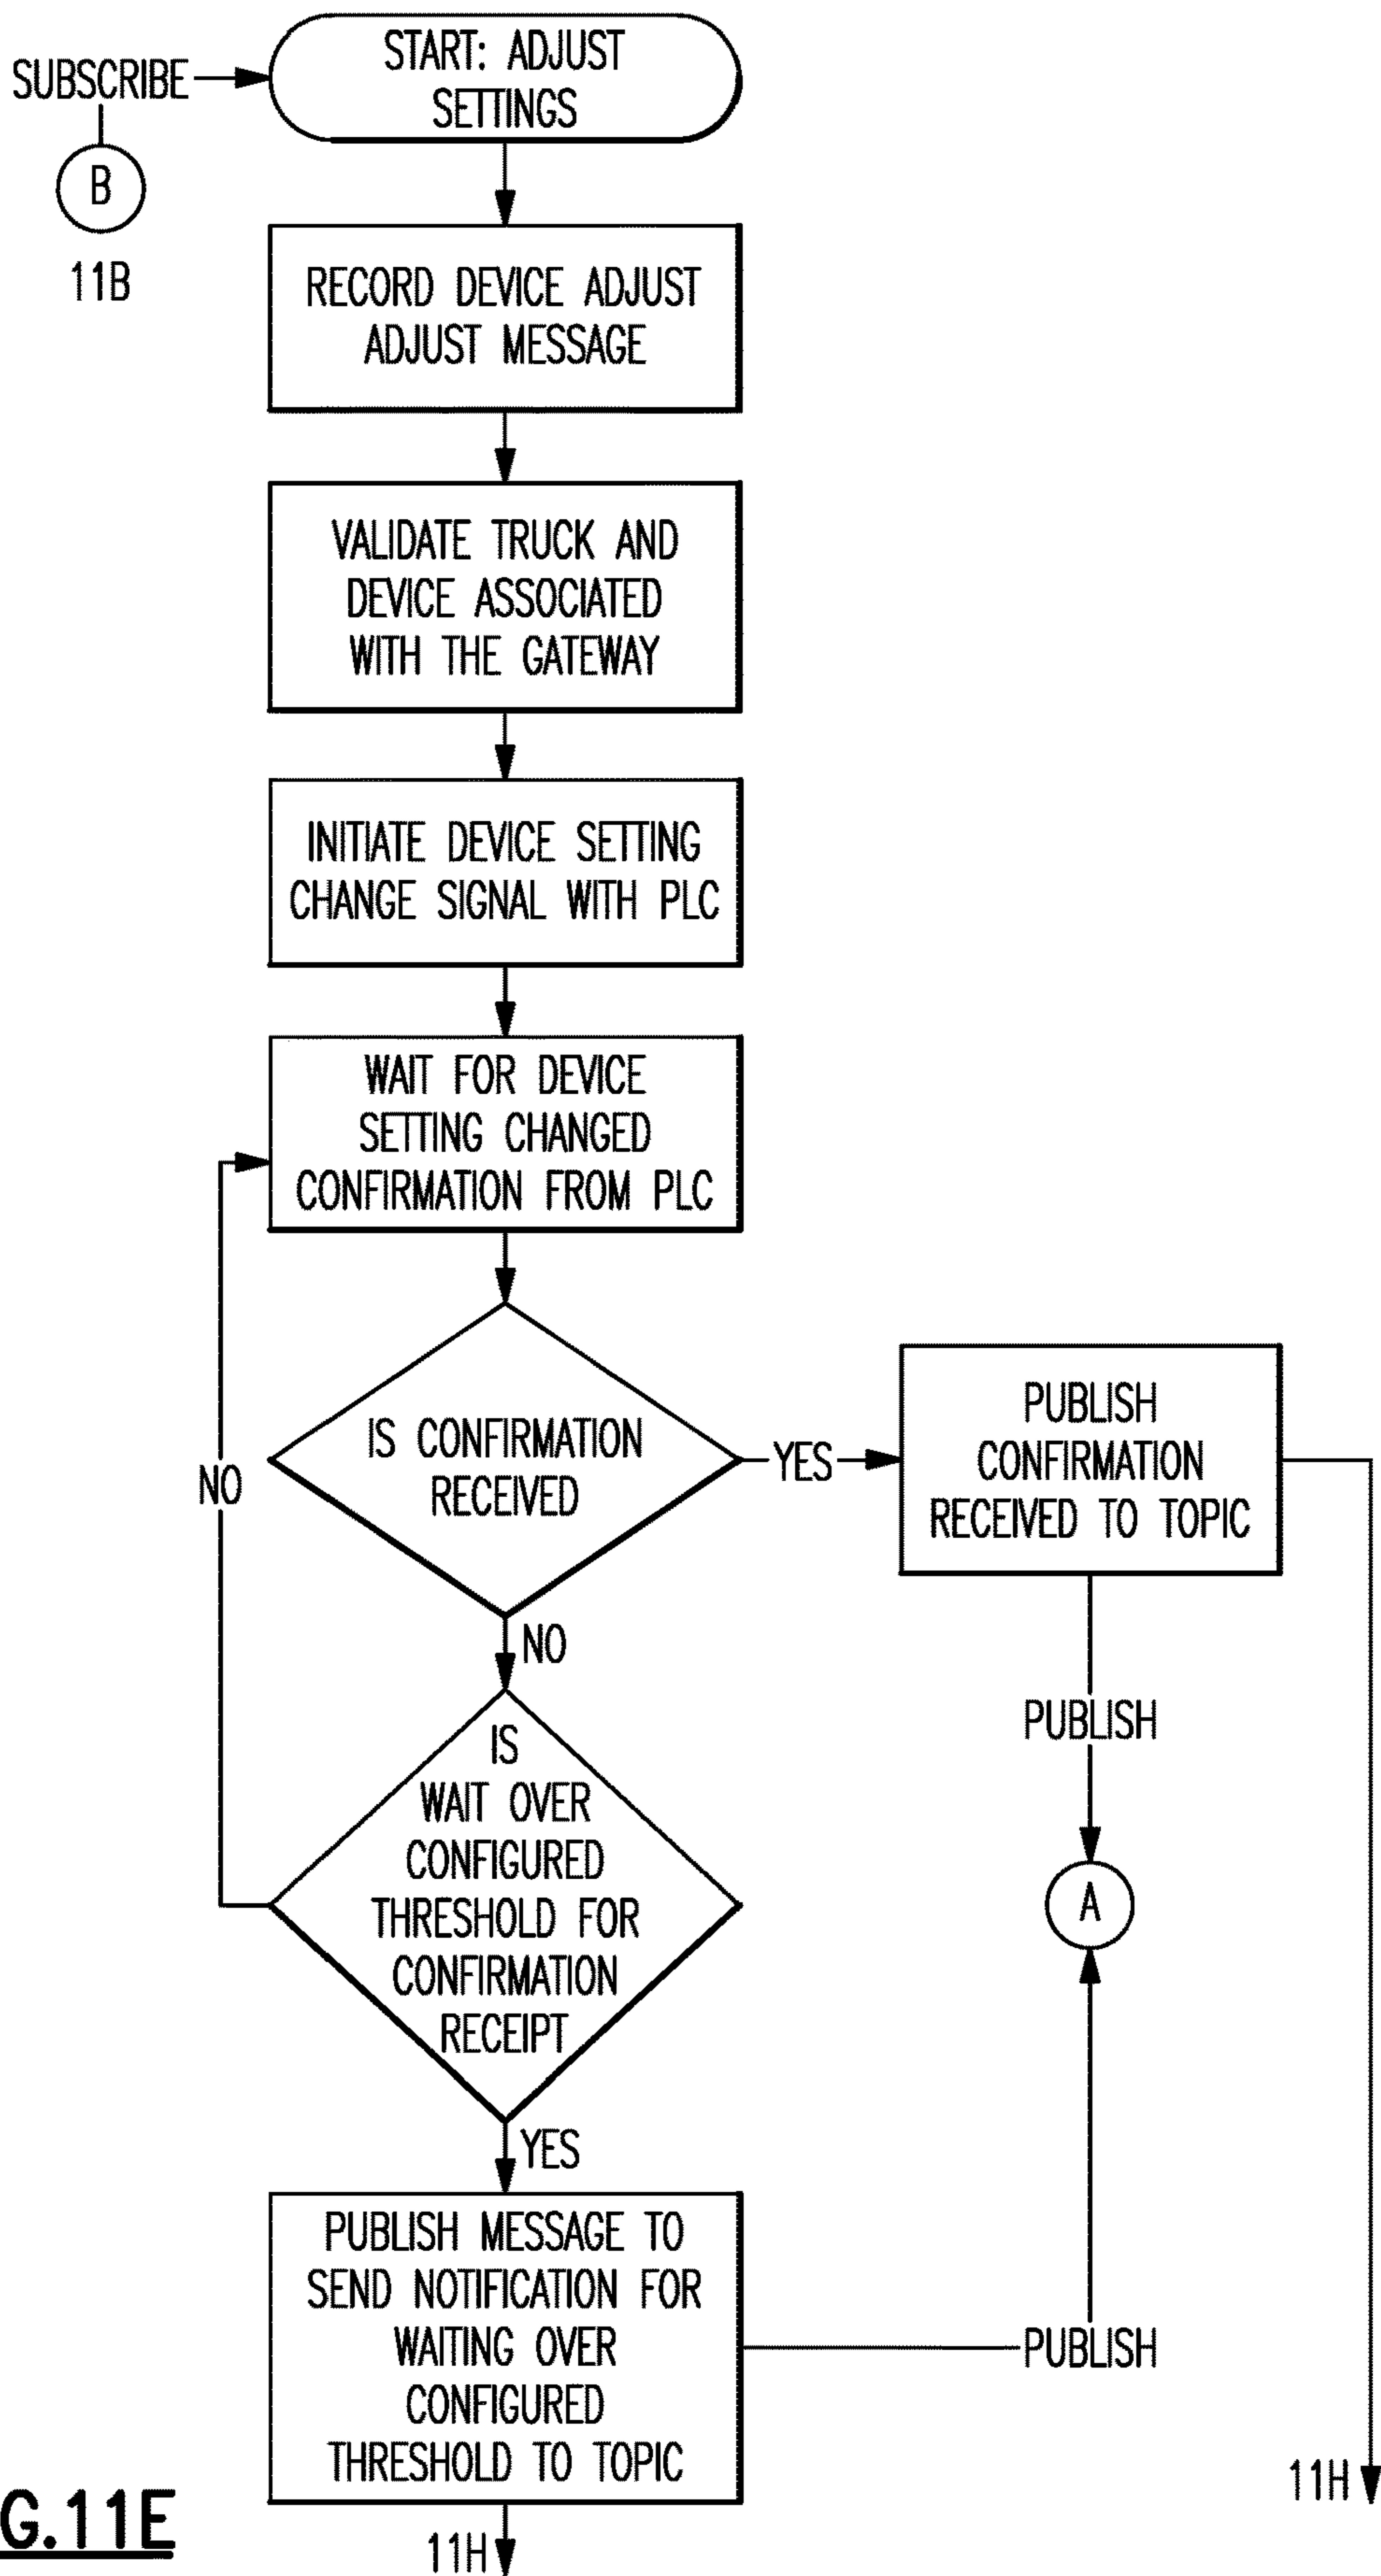 START: ADJUST
SETTINGS
SUBSCRIBE
B
11B
RECORD DEVICE ADJUST
ADJUST MESSAGE
VALIDATE TRUCK AND
DEVICE ASSOCIATED
WITH THE GATEWAY
INITIATE DEVICE SETTING
CHANGE SIGNAL WITH PLC
WAIT FOR DEVICE
SETTING CHANGED
CONFIRMATION FROM PLC
IS CONFIRMATION
RECEIVED
YES
PUBLISH
CONFIRMATION
RECEIVED TO TOPIC
NO
NO
PUBLISH
IS
WAIT OVER
CONFIGURED
THRESHOLD FOR
CONFIRMATION
RECEIPT
A
YES
PUBLISH MESSAGE TO
SEND NOTIFICATION FOR
WAITING OVER
CONFIGURED
THRESHOLD TO TOPIC
PUBLISH
11H
11H
G.11E